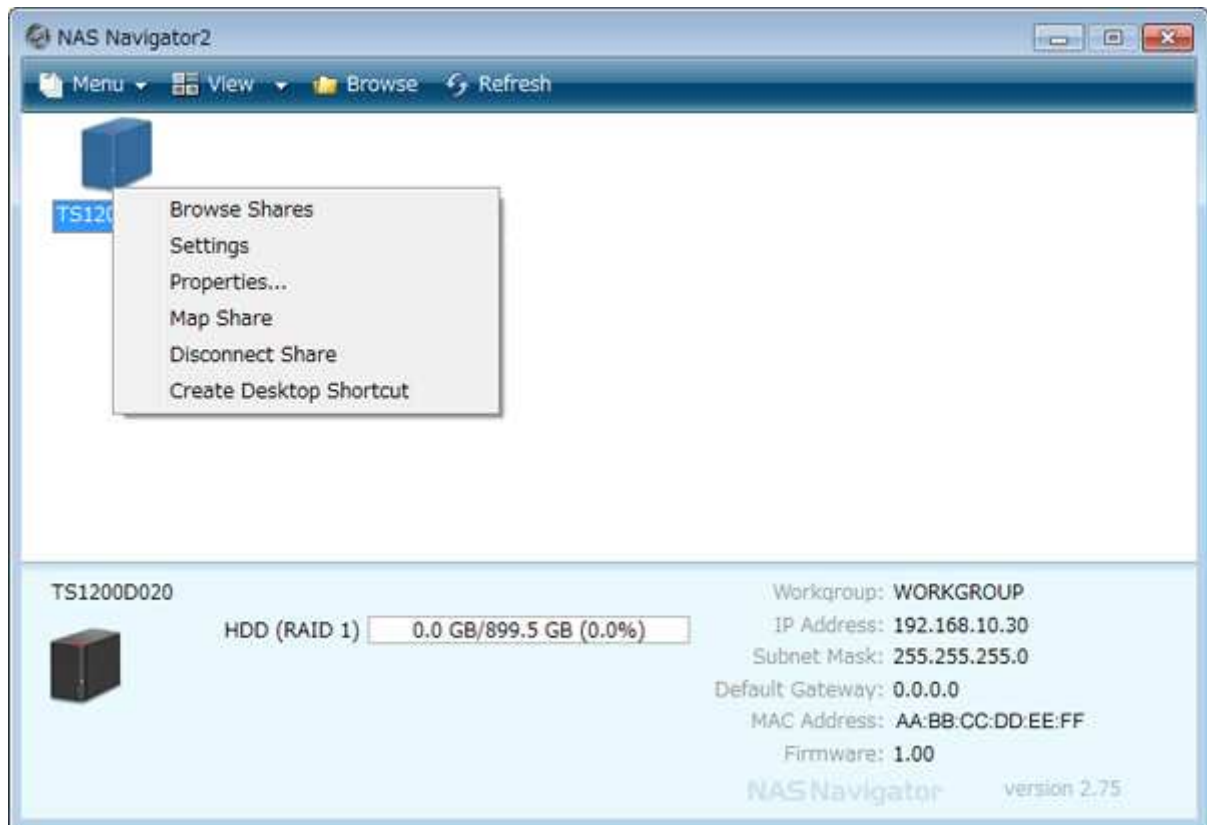 NAS Navigator2
Menu View Browse Refresh
TS120
Browse Shares
Settings
Properties...
Map Share
Disconnect Share
Create Desktop Shortcut
TS1200D020
HDD (RAID 1) 0.0 GB/899.5 GB (0.0%)
Workgroup: WORKGROUP
IP Address: 192.168.10.30
Subnet Mask: 255.255.255.0
Default Gateway: 0.0.0.0
MAC Address: AA:BB:CC:DD:EE:FF
Firmware: 1.00
NAS Navigator version 2.75